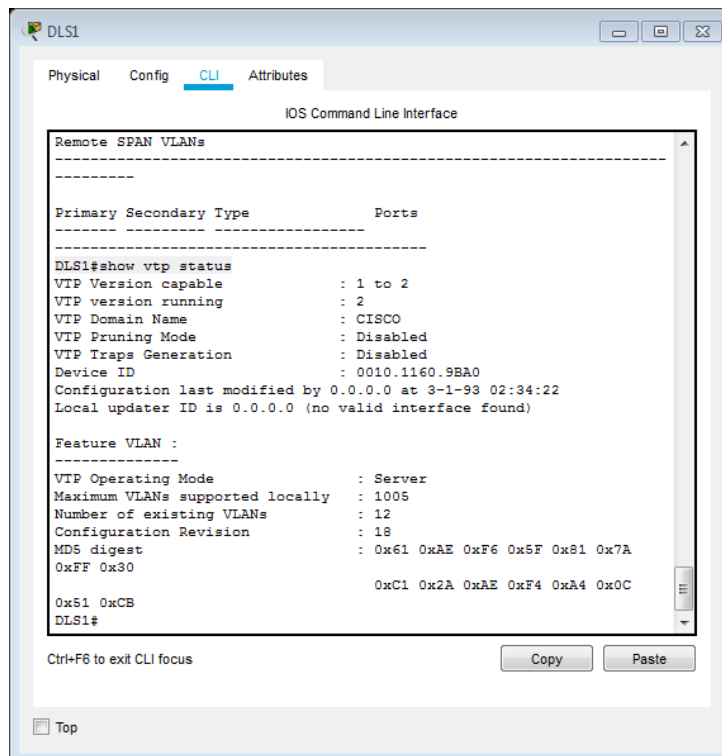 DLS1
Physical Config CLI Attributes
IOS Command Line Interface
Remote SPAN VLANs
------------------------------------------------------------------------
---------
Primary Secondary Type Ports
------- --------- ------------------
--------------------------------------------
DLS1#show vtp status
VTP Version capable : 1 to 2
VTP version running : 2
VTP Domain Name : CISCO
VTP Pruning Mode : Disabled
VTP Traps Generation : Disabled
Device ID : 0010.1160.9BA0
Configuration last modified by 0.0.0.0 at 3-1-93 02:34:22
Local updater ID is 0.0.0.0 (no valid interface found)
Feature VLAN :
--------------
VTP Operating Mode : Server
Maximum VLANs supported locally : 1005
Number of existing VLANs : 12
Configuration Revision : 18
MD5 digest : 0x61 0xAE 0xF6 0x5F 0x81 0x7A
0xFF 0x30
0xC1 0x2A 0xAE 0xF4 0xA4 0x0C
0x51 0xCB
DLS1#
Ctrl+F6 to exit CLI focus
Copy Paste
Top